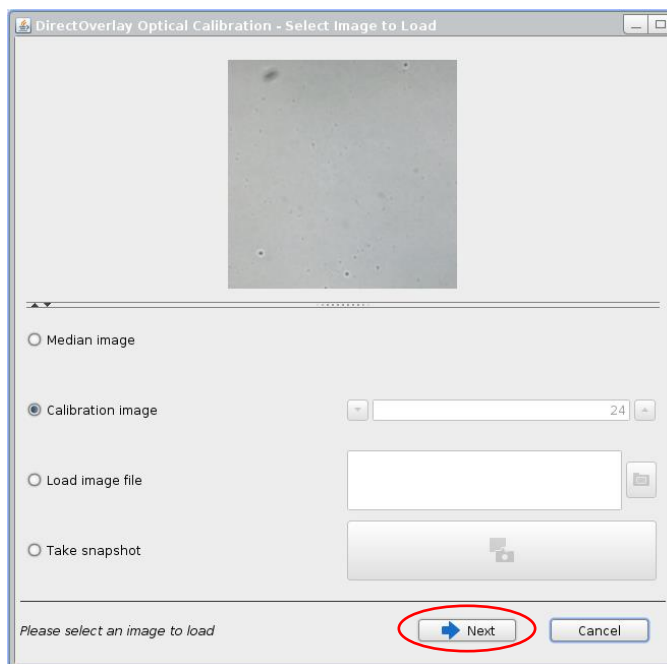 DirectOverlay Optical Calibration - Select Image to Load
Median image
Calibration image 24
Load image file
Take snapshot
Please select an image to load Next Cancel